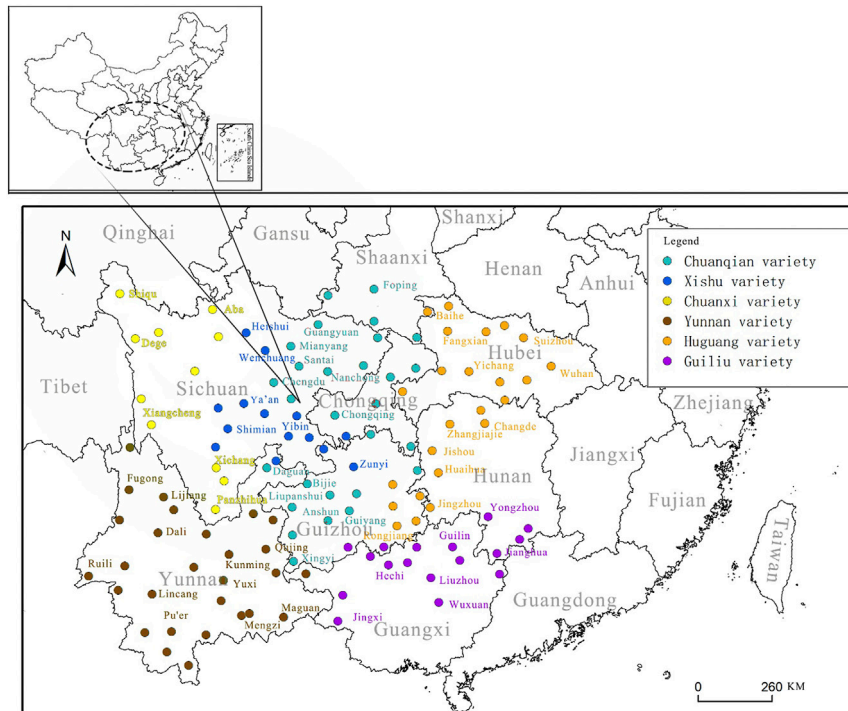 South China Sea Islands
N
Qinghai
Gansu
Shanxi
Shaanxi
Henan
Anhui
Legend
Chuanqian variety
Xishu variety
Chuanxi variety
Yunnan variety
Huguang variety
Guiliu variety
Shiqu
Aba
Foping
Baihe
Dege
Heishui
Guangyuan
Fangxian
Suizhou
Wenchuang
Mianyang
Hubei
Santai
Yichang
Wuhan
Tibet
Sichuan
Nanchong
Chongqing
Xiangcheng
Ya'an
Chongqing
Zhejiang
Shimian
Yibin
Zhangjiajie
Changde
Jishou
Jiangxi
Xichang
Zunyi
Huaihua
Hunan
Fugong
Daguan
Bijie
Lijiang
Panzhihua
Liupanshui
Jingzhou
Yongzhou
Fujian
Anshun
Guiyang
Guizhou
Rongjiang
Dali
Guilin
Taiwan
Qujing
Xingyi
Jianghua
Ruili
Kunming
Hechi
Yunnan
Yuxi
Liuzhou
Lincang
Guangdong
Pu'er
Maguan
Wuxuan
Mengzi
Jingxi
Guangxi
0 260 KM